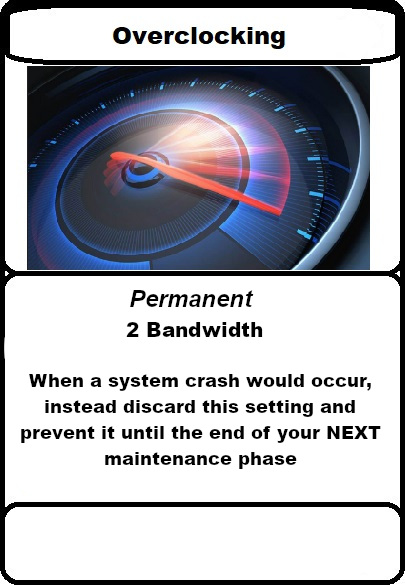 Overclocking
Permanent
2 Bandwidth
When a system crash would occur,
instead discard this setting and
prevent it until the end of your NEXT
maintenance phase